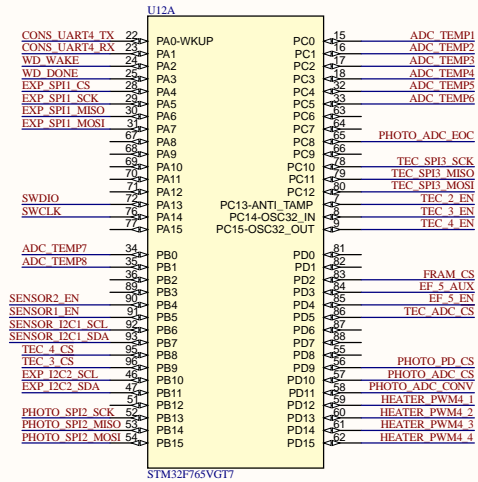 U12A
CONS_UART4_TX 22 PA0-WKUP PC0 15 ADC_TEMP1
CONS_UART4_RX 23 PA1 PC1 16 ADC_TEMP2
WD_WAKE 24 PA2 PC2 17 ADC_TEMP3
WD_DONE 25 PA3 PC3 18 ADC_TEMP4
EXP_SPI1_CS 28 PA4 PC4 32 ADC_TEMP5
EXP_SPI1_SCK 29 PA5 PC5 33 ADC_TEMP6
EXP_SPI1_MISO 30 PA6 PC6 63
EXP_SPI1_MOSI 31 PA7 PC7 64
67 PA8 PC8 65 PHOTO_ADC_EOC
68 PA9 PC9 66
69 PA10 PC10 78 TEC_SPI3_SCK
70 PA11 PC11 79 TEC_SPI3_MISO
71 PA12 PC12 80 TEC_SPI3_MOSI
SWDIO 72 PA13 PC13-ANTI_TAMP 7 TEC_2_EN
SWCLK 76 PA14 PC14-OSC32_IN 8 TEC_3_EN
77 PA15 PC15-OSC32_OUT 9 TEC_4_EN
ADC_TEMP7 34 PB0 PD0 81
ADC_TEMP8 35 PB1 PD1 82
36 PB2 PD2 83 FRAM_CS
89 PB3 PD3 84 EF_5_AUX
SENSOR2_EN 90 PB4 PD4 85 EF_5_EN
SENSOR1_EN 91 PB5 PD5 86 TEC_ADC_CS
SENSOR_I2C1_SCL 92 PB6 PD6 87
SENSOR_I2C1_SDA 93 PB7 PD7 88
TEC_4_CS 95 PB8 PD8 55
TEC_3_CS 96 PB9 PD9 56 PHOTO_PD_CS
EXP_I2C2_SCL 46 PB10 PD10 57 PHOTO_ADC_CS
EXP_I2C2_SDA 47 PB11 PD11 58 PHOTO_ADC_CONV
51 PB12 PD12 59 HEATER_PWM4_1
PHOTO_SPI2_SCK 52 PB13 PD13 60 HEATER_PWM4_2
PHOTO_SPI2_MISO 53 PB14 PD14 61 HEATER_PWM4_3
PHOTO_SPI2_MOSI 54 PB15 PD15 62 HEATER_PWM4_4
STM32F765VGT7